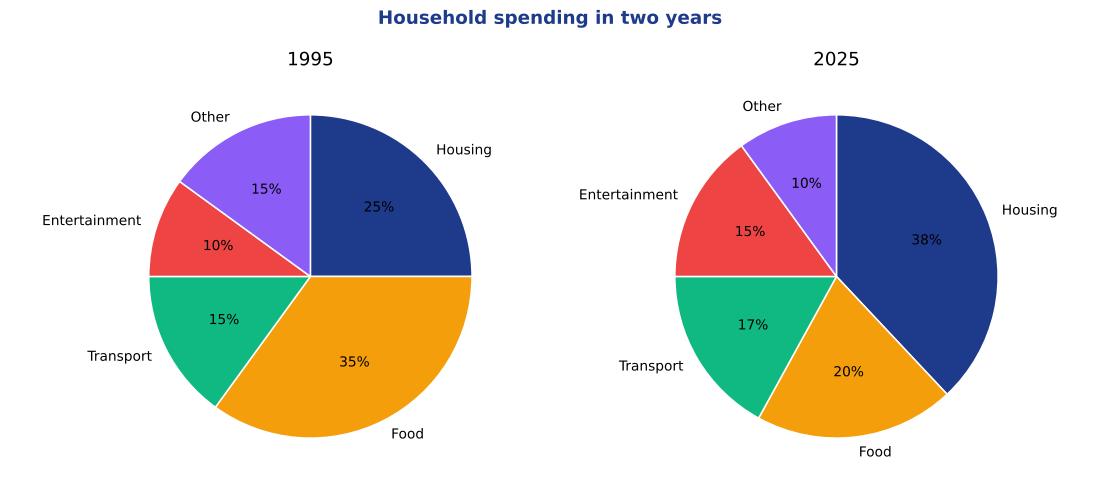 Household spending in two years
1995
Other
Housing
15%
25%
Entertainment
10%
15%
Transport
35%
Food
2025
Other
10%
Entertainment
Housing
15%
38%
17%
Transport
20%
Food